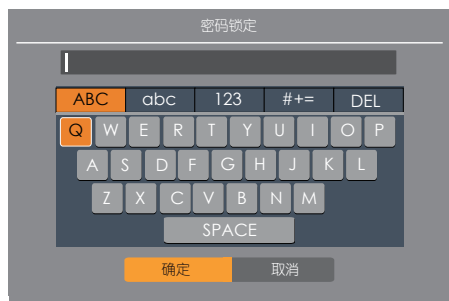 密码锁定
ABC abc 123 #+= DEL
Q W E R T Y U I O P
A S D F G H J K L
Z X C V B N M
SPACE
确定 取消